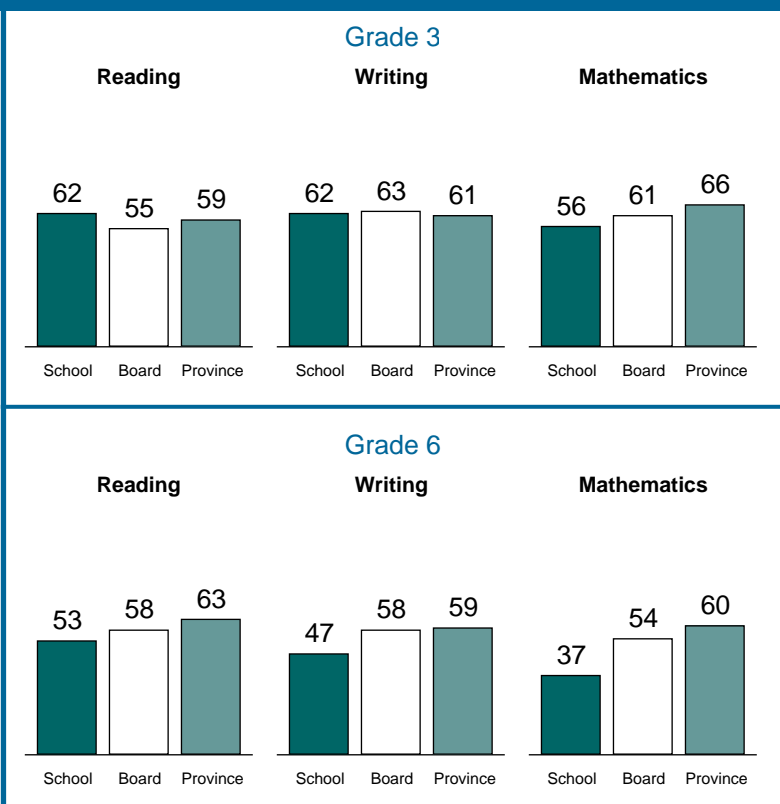 Grade 3
Reading Writing Mathematics
62 55 59 62 63 61 56 61 66
School Board Province School Board Province School Board Province
Grade 6
Reading Writing Mathematics
53 58 63 47 58 59 37 54 60
School Board Province School Board Province School Board Province